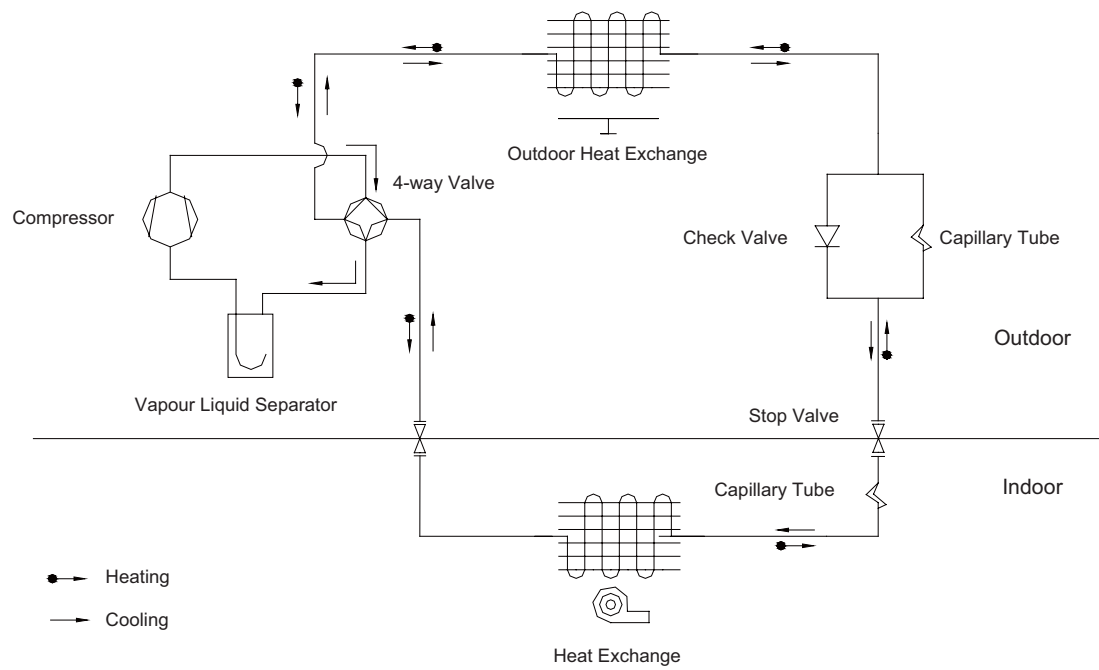 Outdoor Heat Exchange
4-way Valve
Compressor
Check Valve
Capillary Tube
Outdoor
Vapour Liquid Separator
Stop Valve
Capillary Tube
Indoor
Heating
Cooling
Heat Exchange